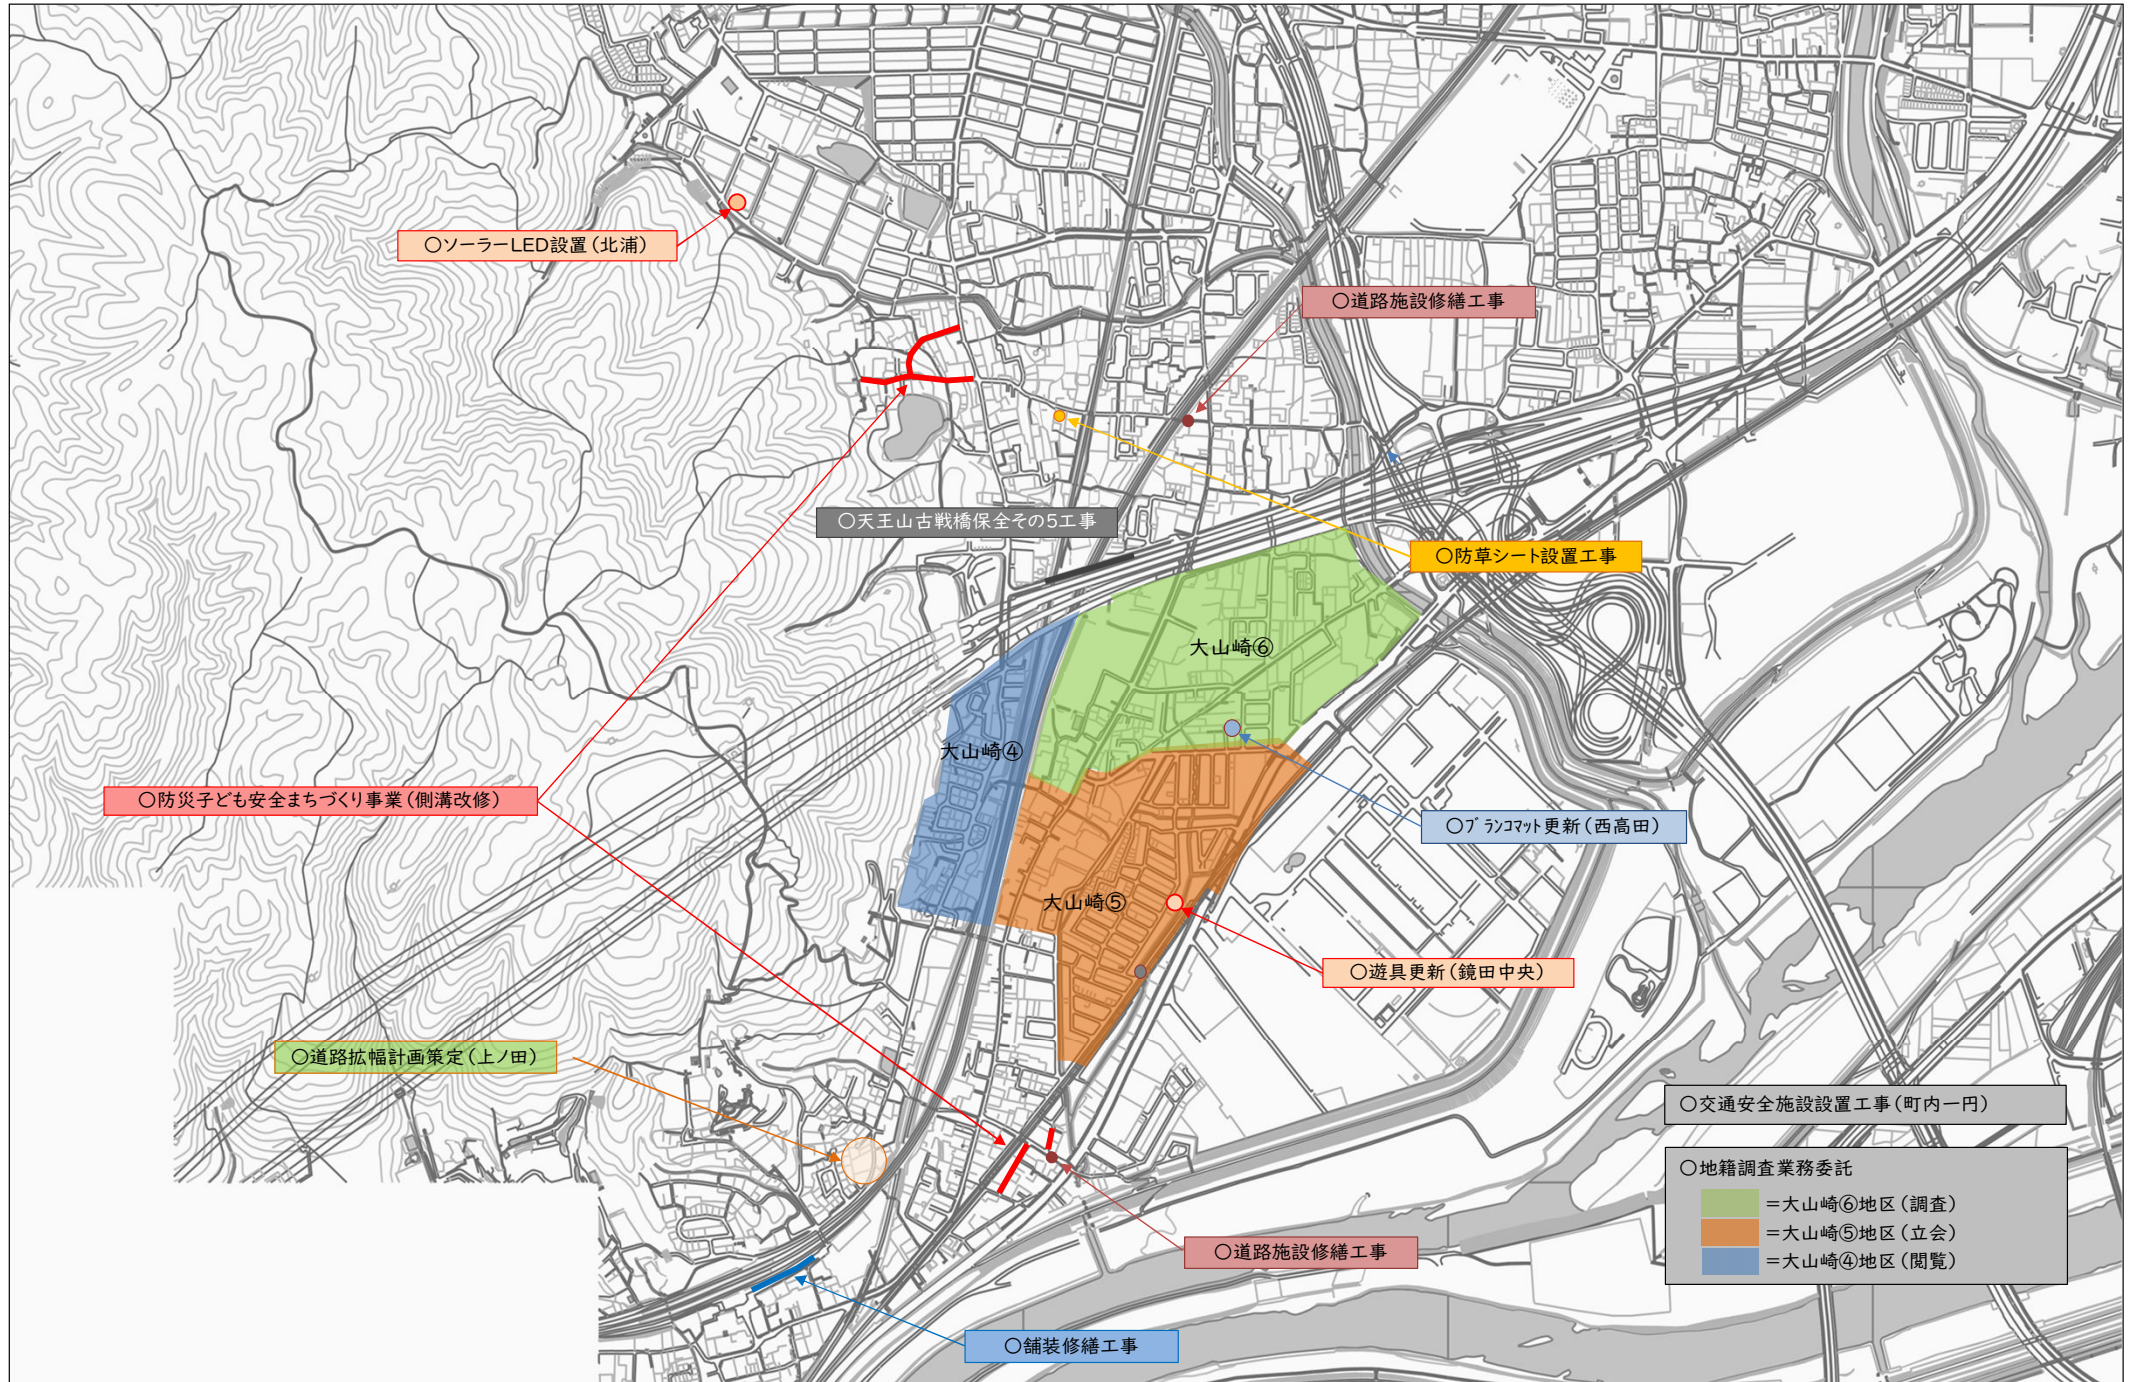 ○ソーラーLED設置(北浦)
○道路施設修繕工事
○天王山古戦橋保全その5工事
○防草シート設置工事
大山崎⑥
大山崎④
○防災子ども安全まちづくり事業(側溝改修)
○ブランコマット更新(西高田)
大山崎⑤
○遊具更新(鏡田中央)
○道路拡幅計画策定(上ノ田)
○交通安全施設設置工事(町内一円)
○地籍調査業務委託
=大山崎⑥地区(調査)
=大山崎⑤地区(立会)
=大山崎④地区(閲覧)
○道路施設修繕工事
○舗装修繕工事